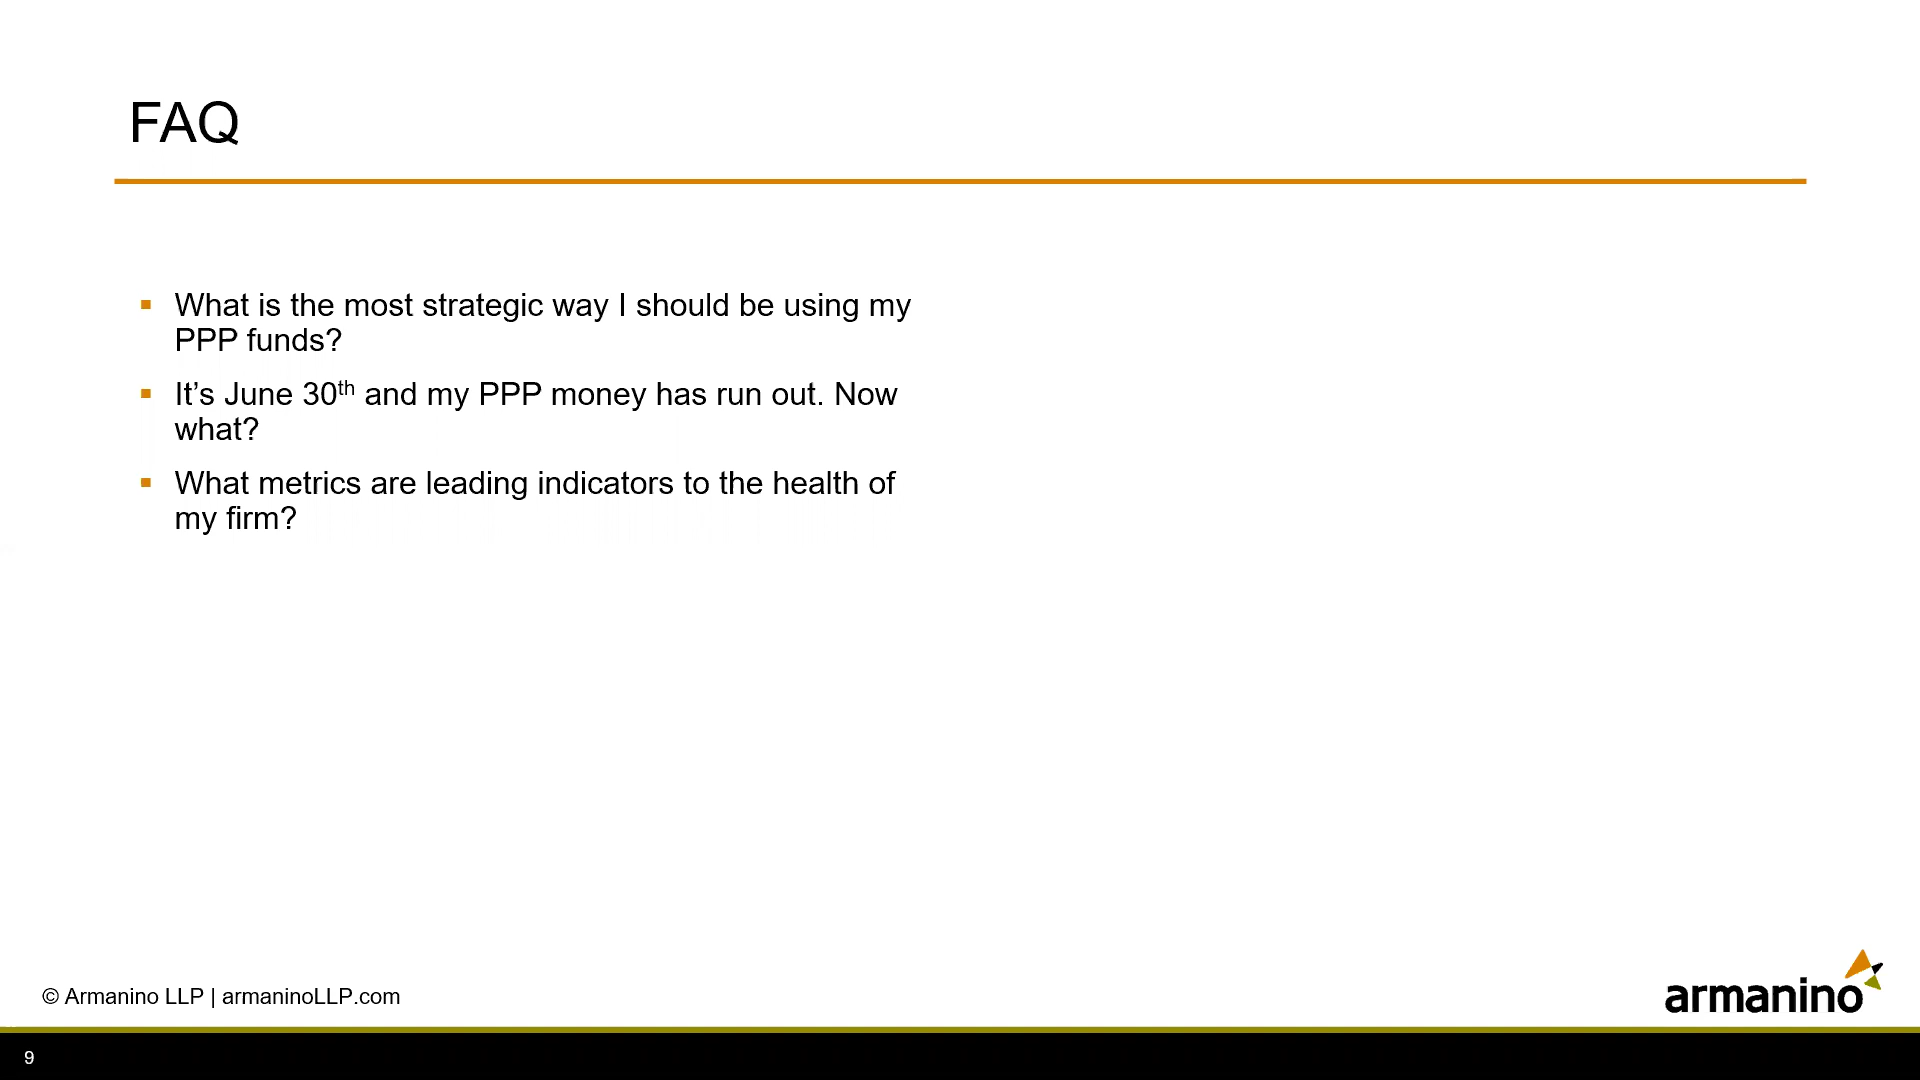 FAQ
What is the most strategic way I should be using my
PPP funds?
It’s June 30th and my PPP money has run out. Now
what?
What metrics are leading indicators to the health of
my firm?
© Armanino LLP | armaninoLLP.com
armanino
9